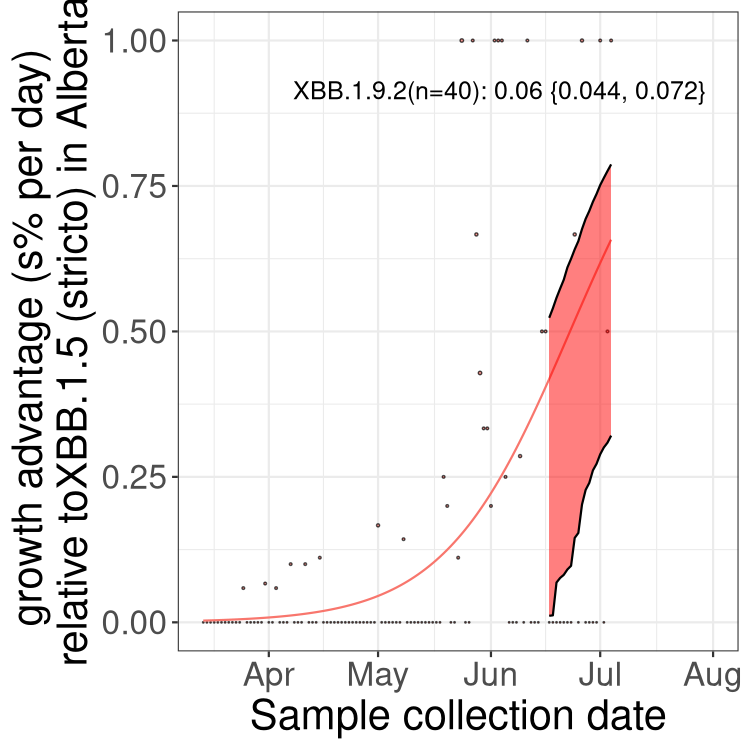 growth advantage (s% per day)
relative toXBB.1.5 (stricto) in Alberta
1.00
XBB.1.9.2(n=40): 0.06 {0.044, 0.072}
0.75
0.50
0.25
0.00
Apr May Jun Jul Aug
Sample collection date